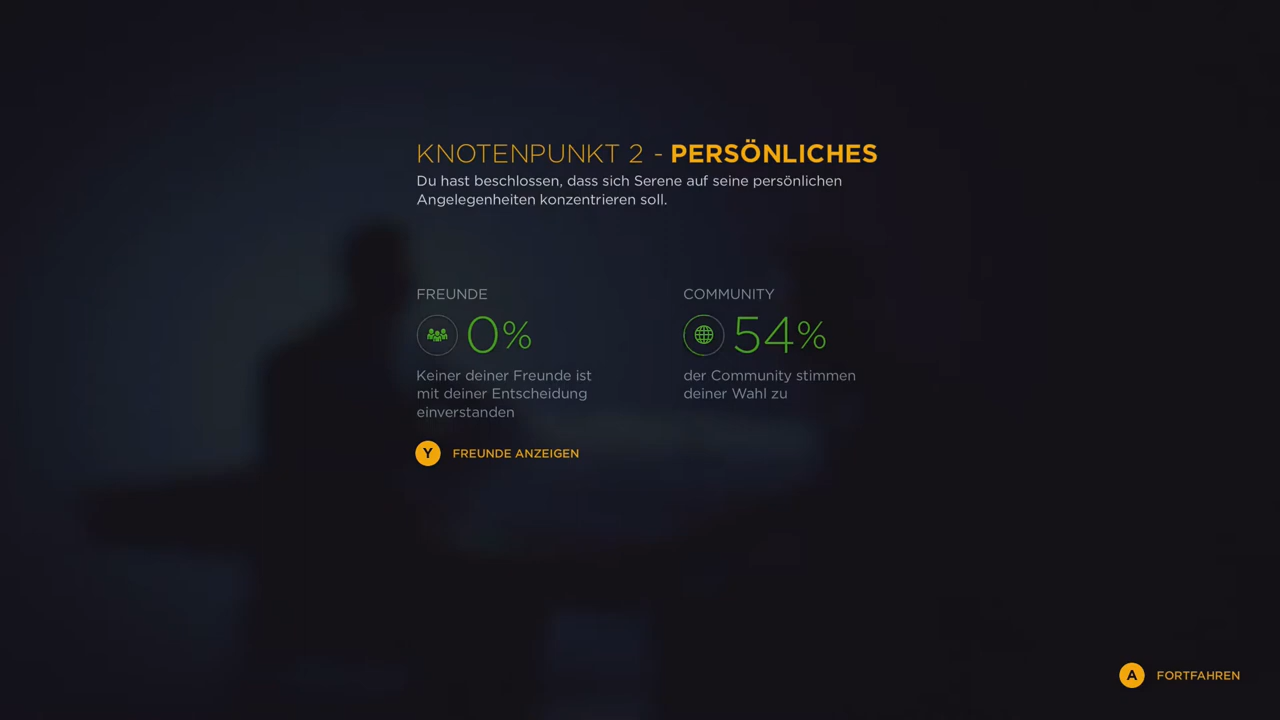 KNOTENPUNKT 2 - PERSÖNLICHES
Du hast beschlossen, dass sich Serene auf seine persönlichen
Angelegenheiten konzentrieren soll.
FREUNDE
0%
Keiner deiner Freunde ist
mit deiner Entscheidung
einverstanden
Y FREUNDE ANZEIGEN
COMMUNITY
54%
der Community stimmen
deiner Wahl zu
A FORTFAHREN